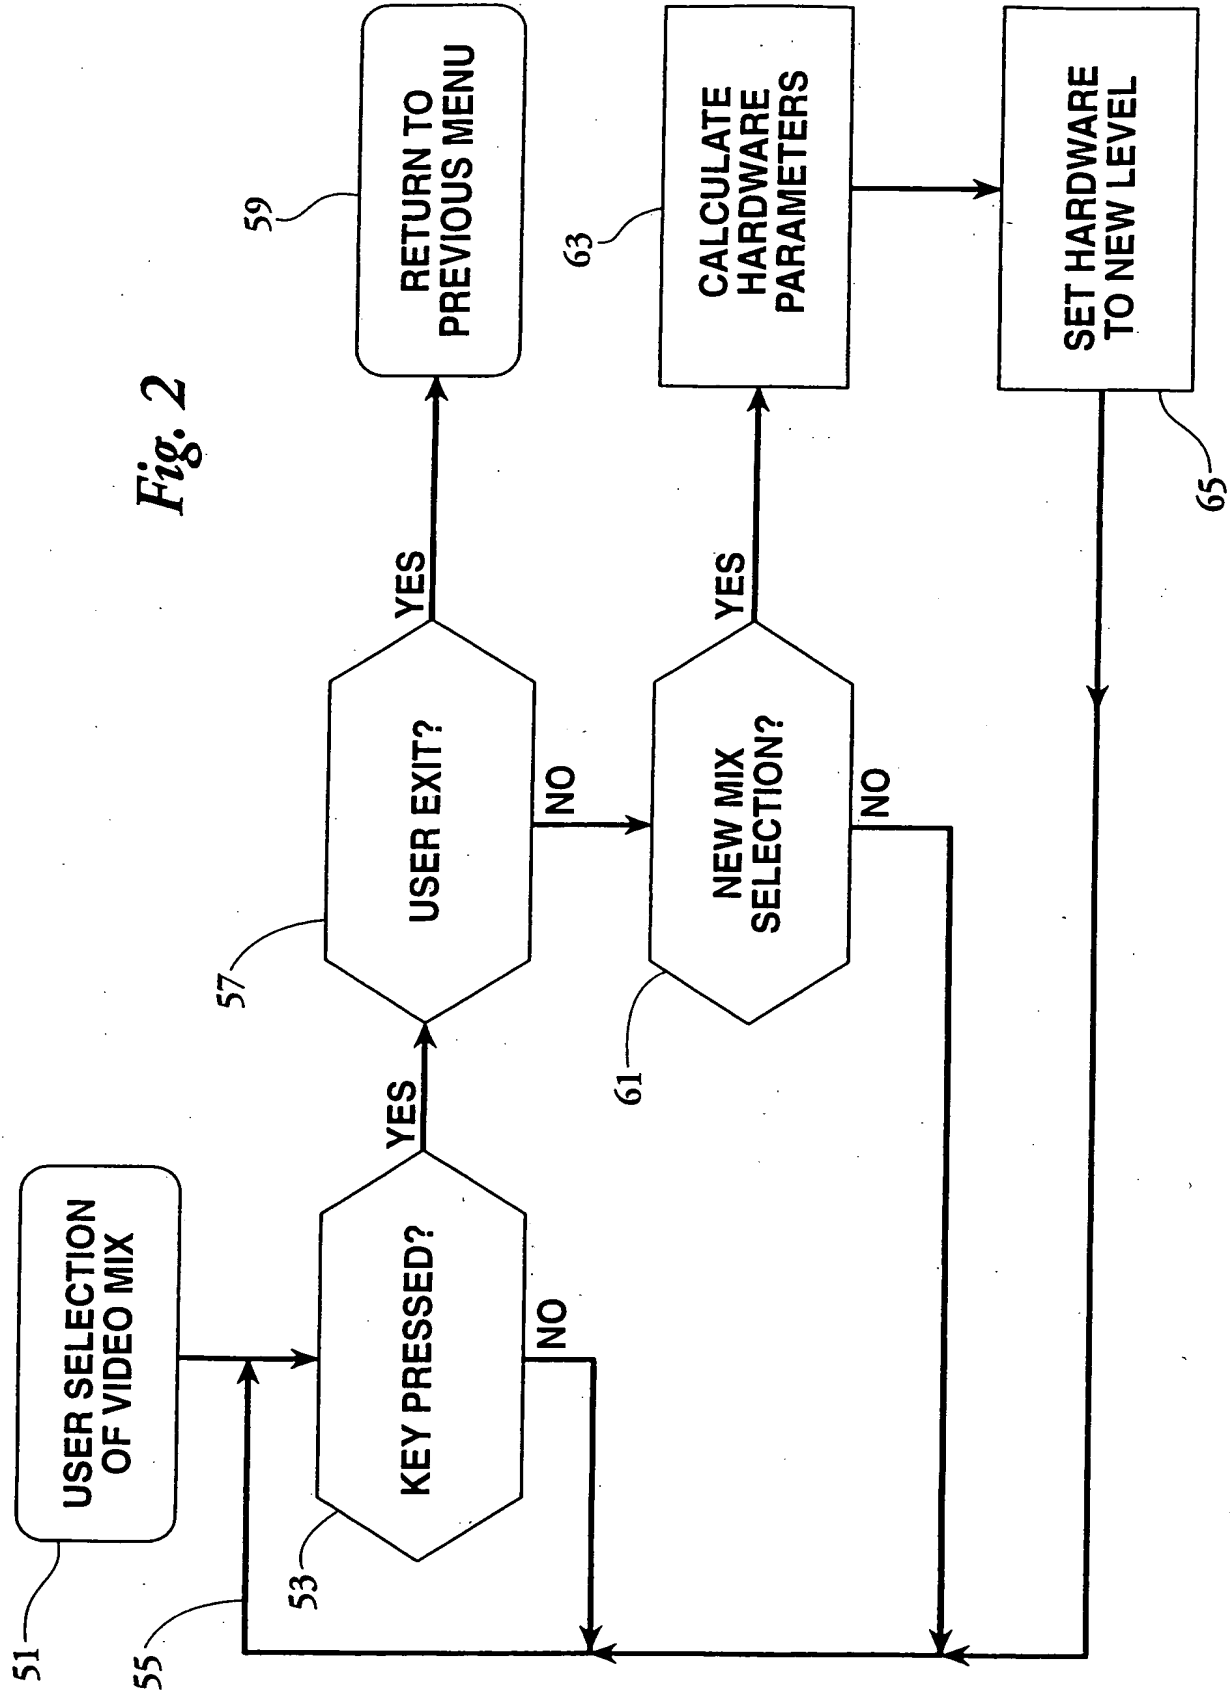 Fig. 2
51
USER SELECTION
OF VIDEO MIX
55
53
KEY PRESSED?
YES
NO
57
USER EXIT?
YES
NO
59
RETURN TO
PREVIOUS MENU
61
NEW MIX
SELECTION?
YES
NO
63
CALCULATE
HARDWARE
PARAMETERS
SET HARDWARE
TO NEW LEVEL
65